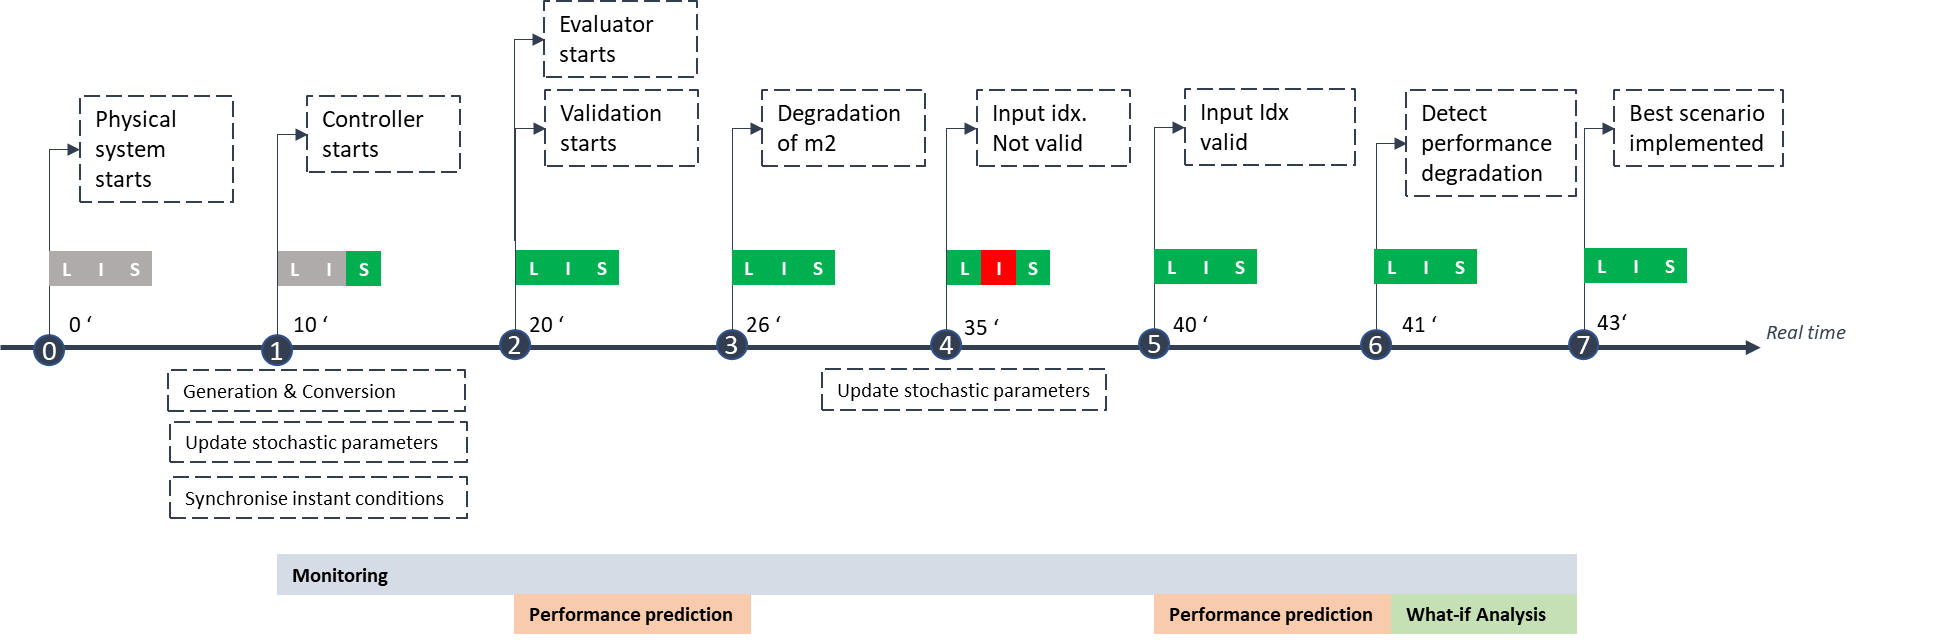 Evaluator
starts
Physical
system
starts
Controller
starts
Validation
starts
Degradation
of m2
Input idx.
Not valid
Input Idx
valid
Detect
performance
degradation
Best scenario
implemented
L I S
L I S
L I S
L I S
L I S
L I S
L I S
L I S
0 ‘
10 ‘
20 ‘
26 ‘
35 ‘
40 ‘
41 ‘
43‘
Real time
0
1
2
3
4
5
6
7
Generation & Conversion
Update stochastic parameters
Synchronise instant conditions
Update stochastic parameters
Monitoring
Performance prediction
Performance prediction
What-if Analysis